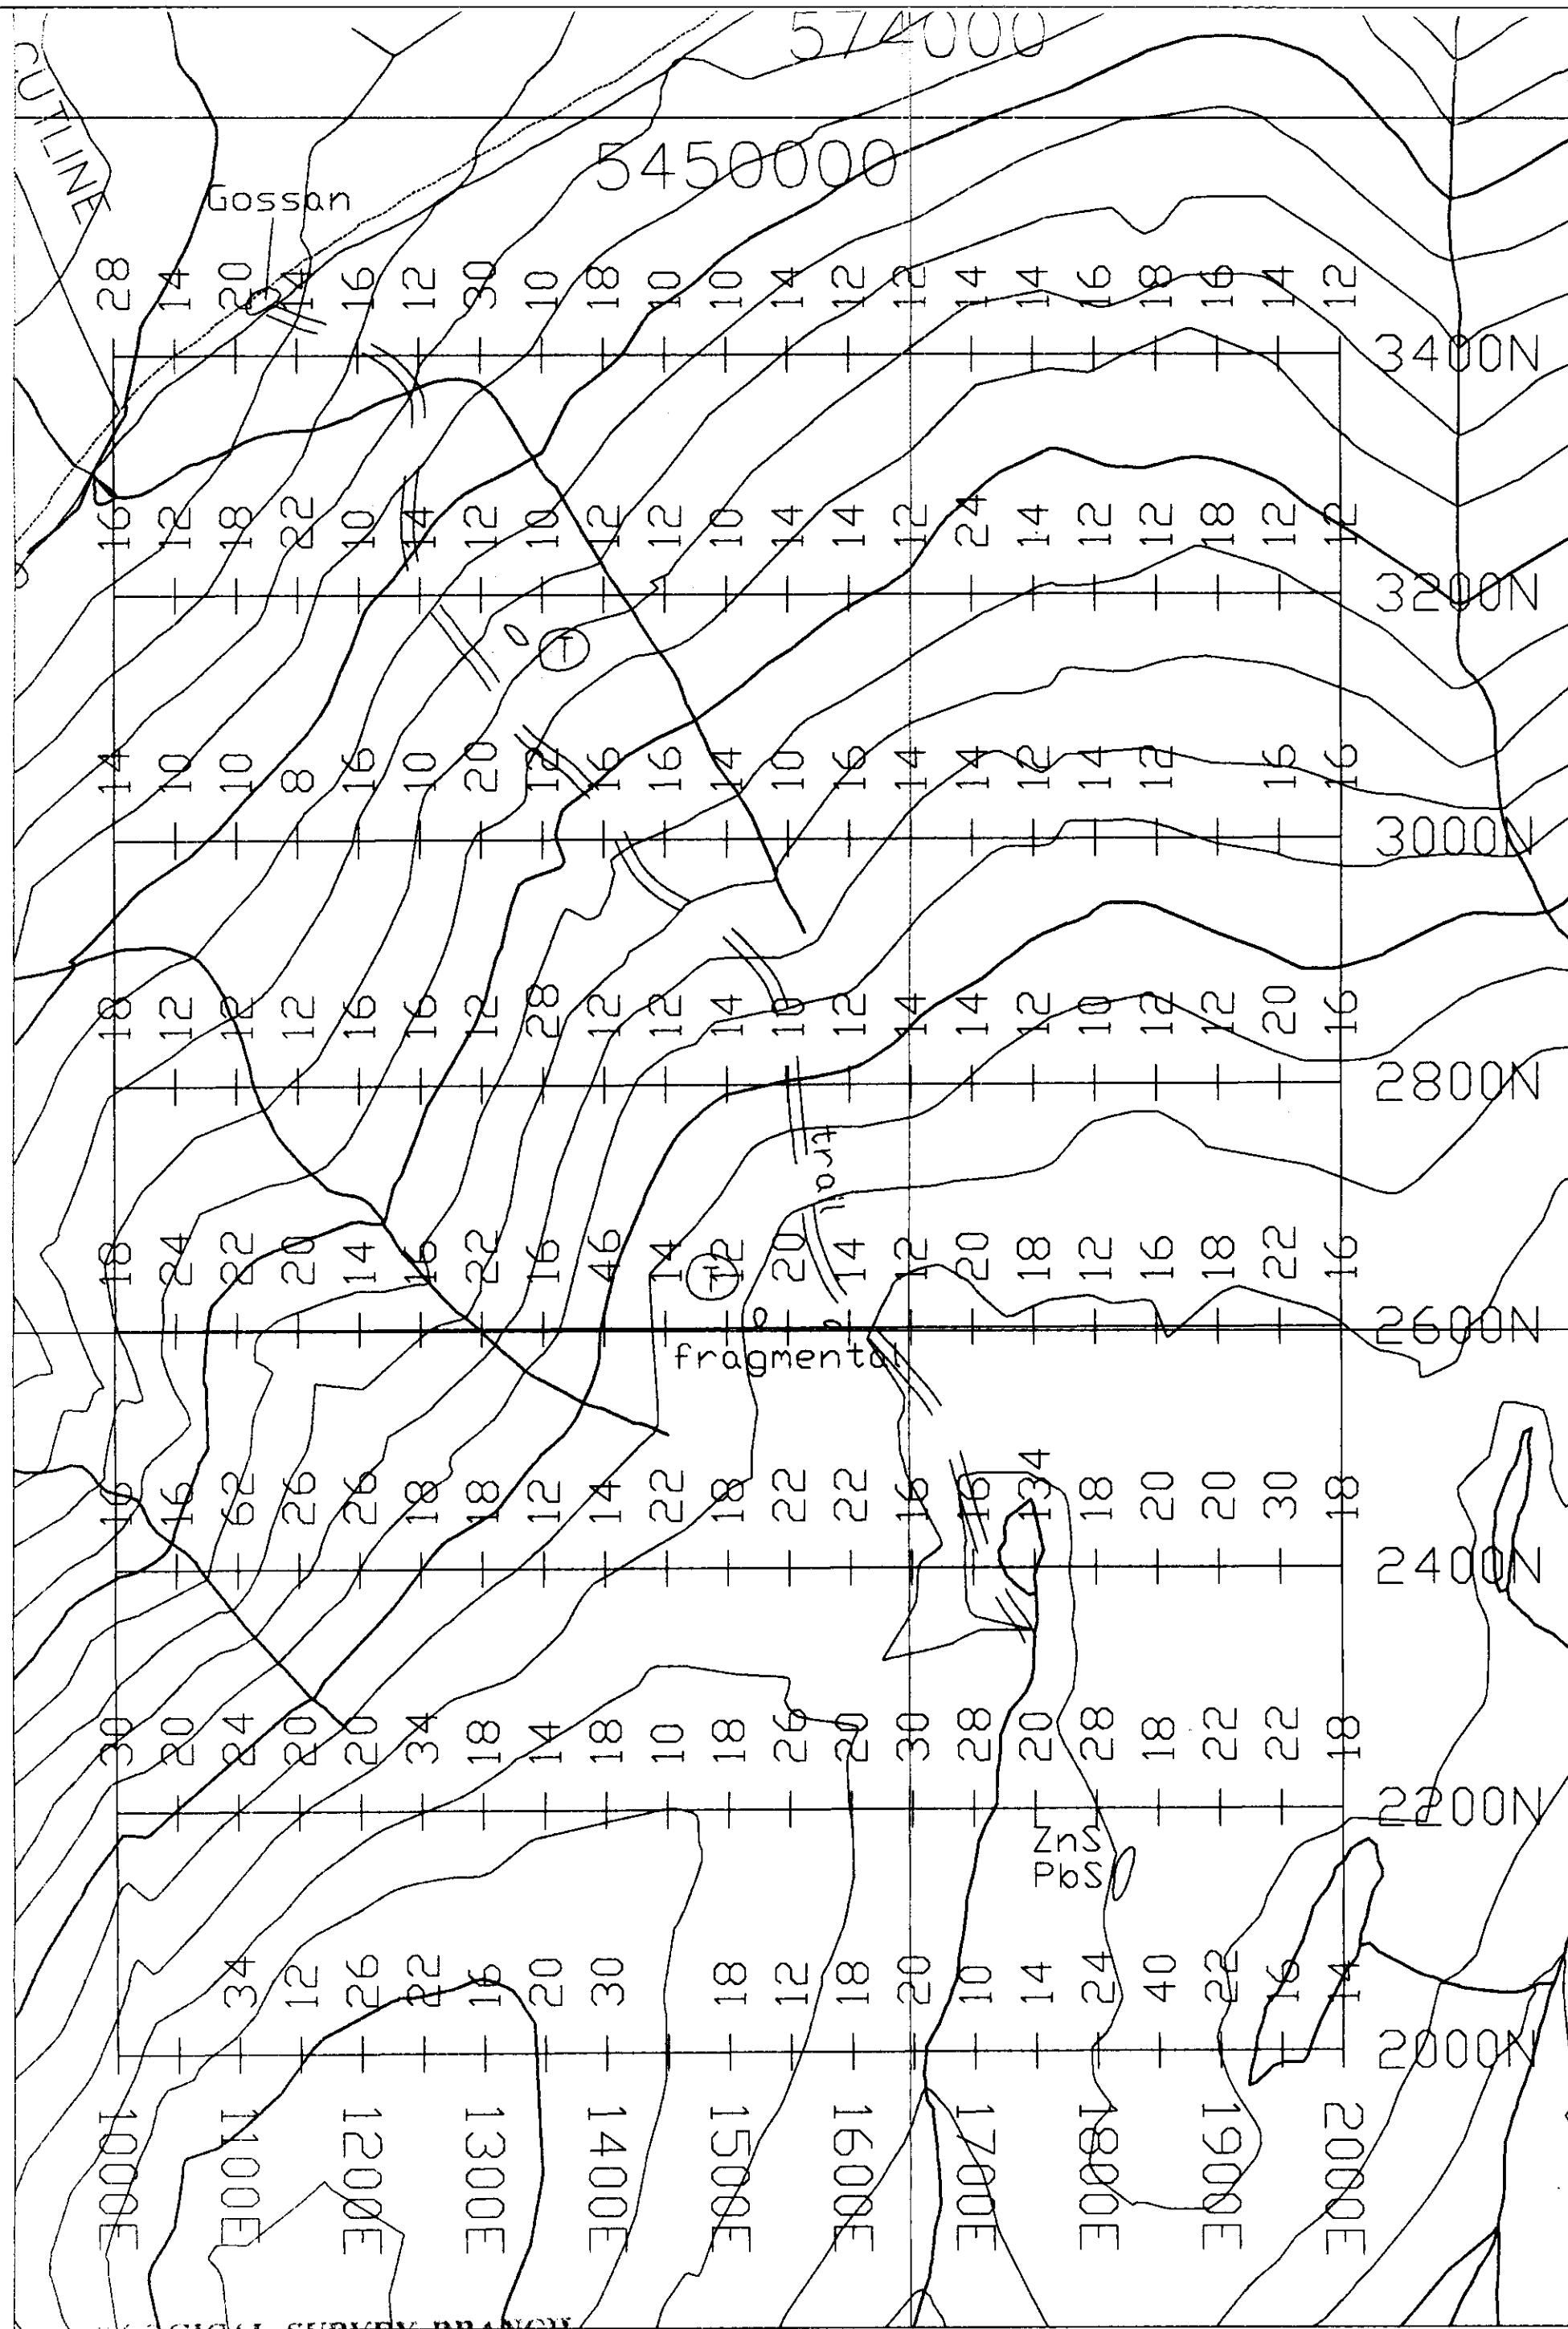 574000
CUTLINE
5450000
Gossan
28 14 20 14 16 12 30 10 18 10 10 14 12 12 14 14 16 18 16 14 12
3400N
16 12 18 22 10 14 12 10 12 12 10 14 14 12 24 14 12 12 18 12 12
3200N
T
14 10 10 8 16 10 20 12 16 16 14 10 16 14 14 12 14 12 16 16
3000N
18 12 12 12 16 16 12 28 12 12 14 10 12 14 14 12 10 12 12 20 16
2800N
trail
18 24 22 20 14 16 22 16 46 14 12 20 14 12 20 18 12 16 18 22 16
T
2600N
fragmental
16 16 62 26 26 18 18 12 14 22 18 22 22 16 16 134 18 20 20 30 18
2400N
30 20 24 20 20 34 18 14 18 10 18 26 20 30 28 20 28 18 22 22 18
2200N
ZnS
PbS
34 12 26 22 16 20 30 18 12 18 20 10 14 24 40 22 16 14
2000N
1000E 1100E 1200E 1300E 1400E 1500E 1600E 1700E 1800E 1900E 2000E
SURVEY BRANCH